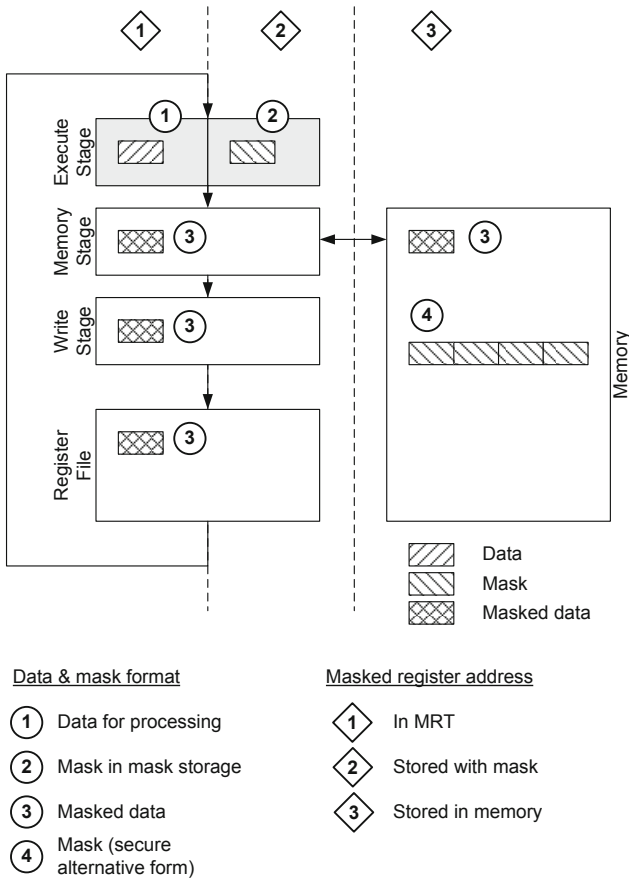 1
2
3
1
2
Execute
Stage
3
3
Memory
Stage
4
3
Write
Stage
Memory
3
Register
File
Data
Mask
Masked data
Data & mask format
Masked register address
1 Data for processing
1 In MRT
2 Mask in mask storage
2 Stored with mask
3 Masked data
3 Stored in memory
4 Mask (secure
alternative form)